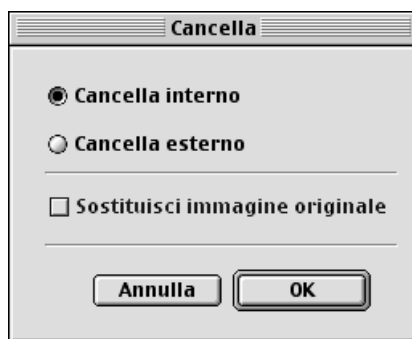 Cancella
Cancella interno
Cancella esterno
Sostituisci immagine originale
Annulla OK